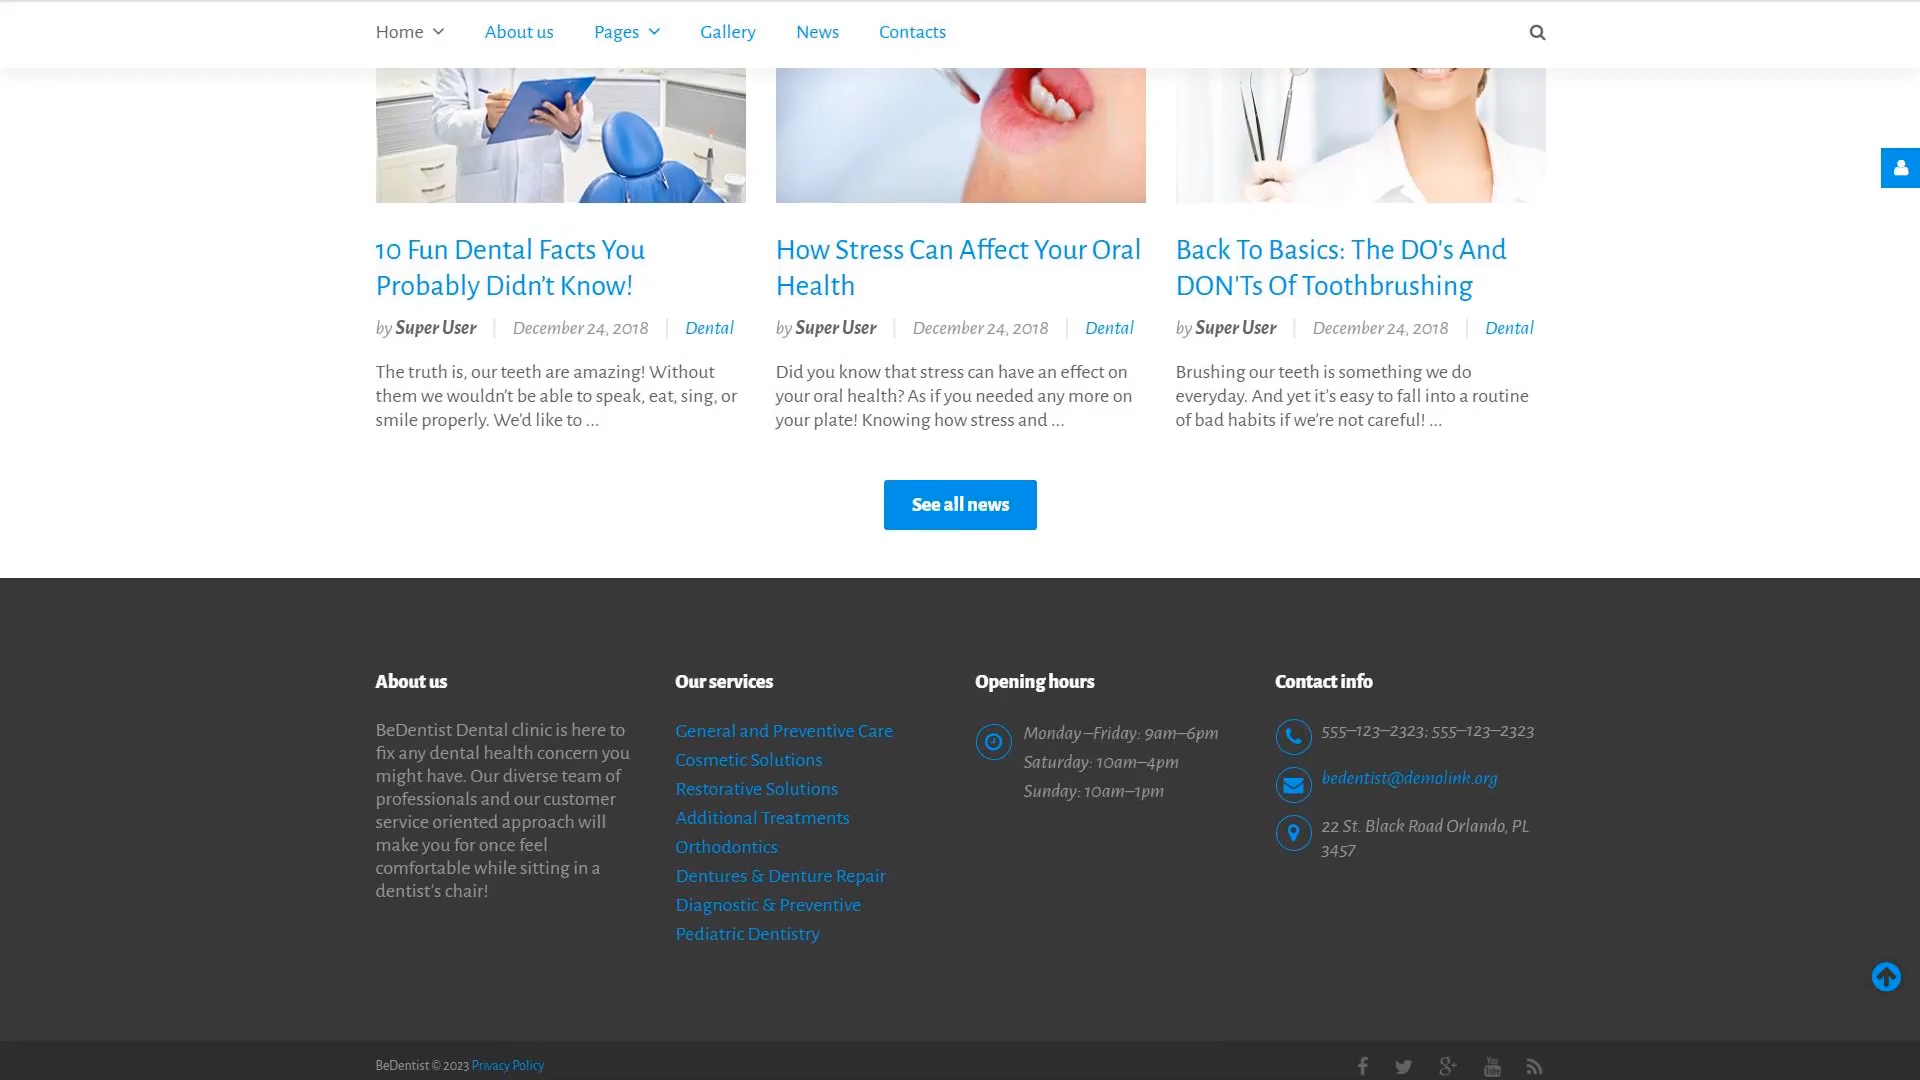 Home
About us
Pages
Gallery
News
Contacts
10 Fun Dental Facts You
Probably Didn’t Know!
by Super User | December 24, 2018 | Dental
The truth is, our teeth are amazing! Without
them we wouldn’t be able to speak, eat, sing, or
smile properly. We’d like to ...
How Stress Can Affect Your Oral
Health
by Super User | December 24, 2018 | Dental
Did you know that stress can have an effect on
your oral health? As if you needed any more on
your plate! Knowing how stress and ...
Back To Basics: The DO's And
DON'Ts Of Toothbrushing
by Super User | December 24, 2018 | Dental
Brushing our teeth is something we do
everyday. And yet it’s easy to fall into a routine
of bad habits if we’re not careful! ...
See all news
About us
BeDentist Dental clinic is here to
fix any dental health concern you
might have. Our diverse team of
professionals and our customer
service oriented approach will
make you for once feel
comfortable while sitting in a
dentist’s chair!
Our services
General and Preventive Care
Cosmetic Solutions
Restorative Solutions
Additional Treatments
Orthodontics
Dentures & Denture Repair
Diagnostic & Preventive
Pediatric Dentistry
Opening hours
Monday–Friday: 9am–6pm
Saturday: 10am–4pm
Sunday: 10am–1pm
Contact info
555–123–2323; 555–123–2323
bedentist@demolink.org
22 St. Black Road Orlando, PL
3457
BeDentist © 2023 Privacy Policy